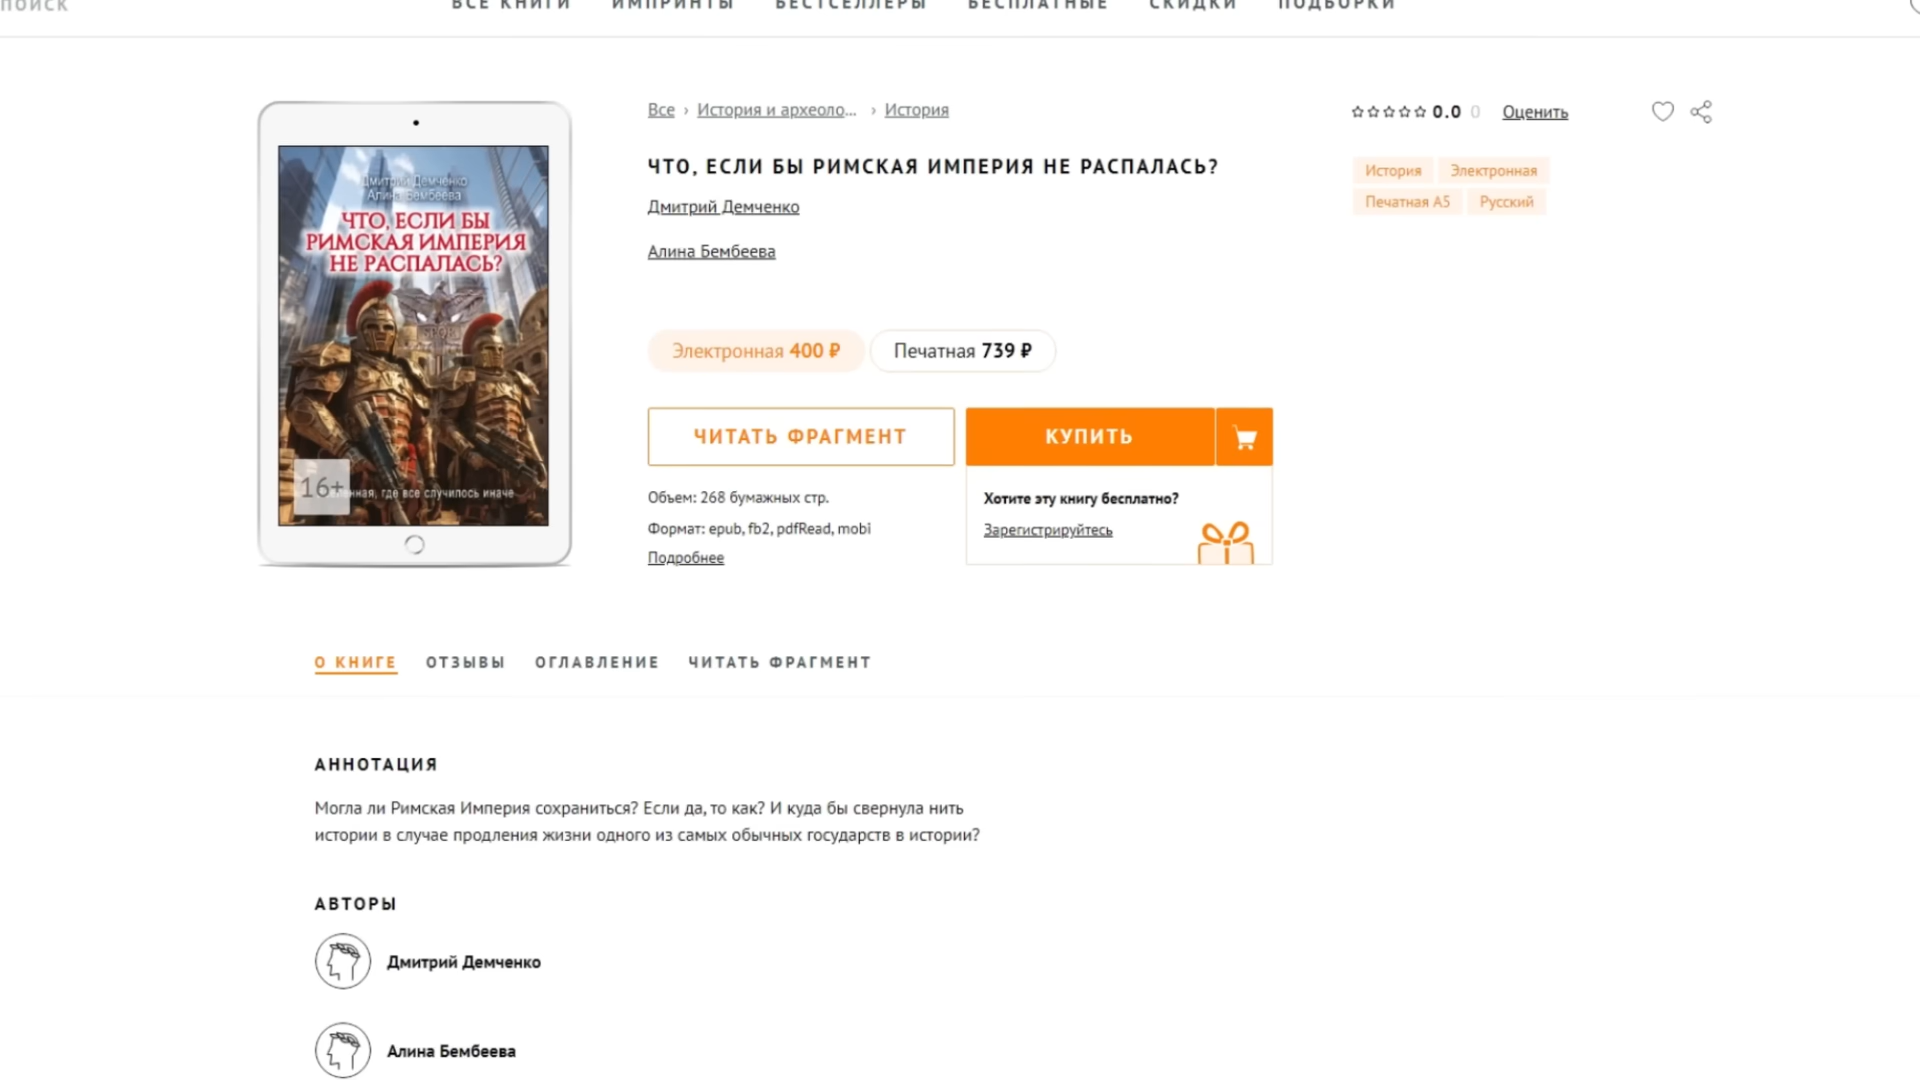 ПОИСК
ВСЕ КНИГИ ИМПРИНТЫ БЕСТСЕЛЛЕРЫ БЕСПЛАТНЫЕ СКИДКИ ПОДБОРКИ
Дмитрий Демченко
Алина Бембеева
ЧТО, ЕСЛИ БЫ
РИМСКАЯ ИМПЕРИЯ
НЕ РАСПАЛАСЬ?
16+
где все случилось иначе
Все › История и археоло... › История
ЧТО, ЕСЛИ БЫ РИМСКАЯ ИМПЕРИЯ НЕ РАСПАЛАСЬ?
Дмитрий Демченко
Алина Бембеева
Электронная 400 ₽
Печатная 739 ₽
ЧИТАТЬ ФРАГМЕНТ
КУПИТЬ
Объем: 268 бумажных стр.
Формат: epub, fb2, pdfRead, mobi
Подробнее
Хотите эту книгу бесплатно?
Зарегистрируйтесь
0.0 0 Оценить
История Электронная
Печатная А5 Русский
О КНИГЕ ОТЗЫВЫ ОГЛАВЛЕНИЕ ЧИТАТЬ ФРАГМЕНТ
АННОТАЦИЯ
Могла ли Римская Империя сохраниться? Если да, то как? И куда бы свернула нить
истории в случае продления жизни одного из самых обычных государств в истории?
АВТОРЫ
Дмитрий Демченко
Алина Бембеева